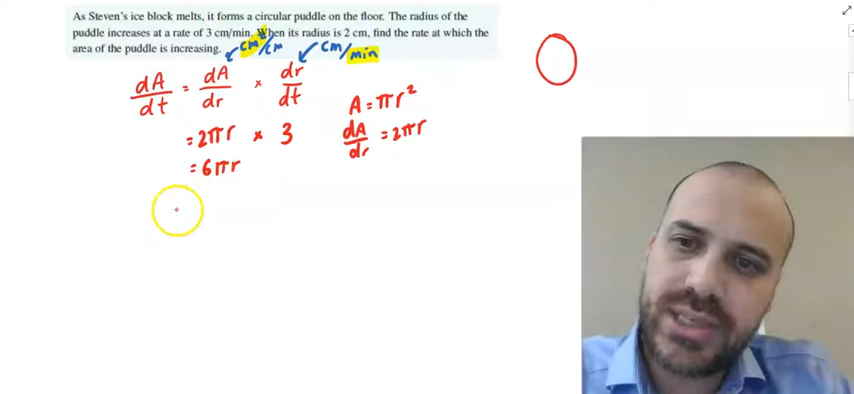 As Steven's ice block melts, it forms a circular puddle on the floor. The radius of the
puddle increases at a rate of 3 cm/min. When its radius is 2 cm, find the rate at which the
area of the puddle is increasing.
cm²/cm
cm/min
dA/dt = dA/dr × dr/dt
= 2πr × 3
= 6πr
A = πr²
dA/dr = 2πr